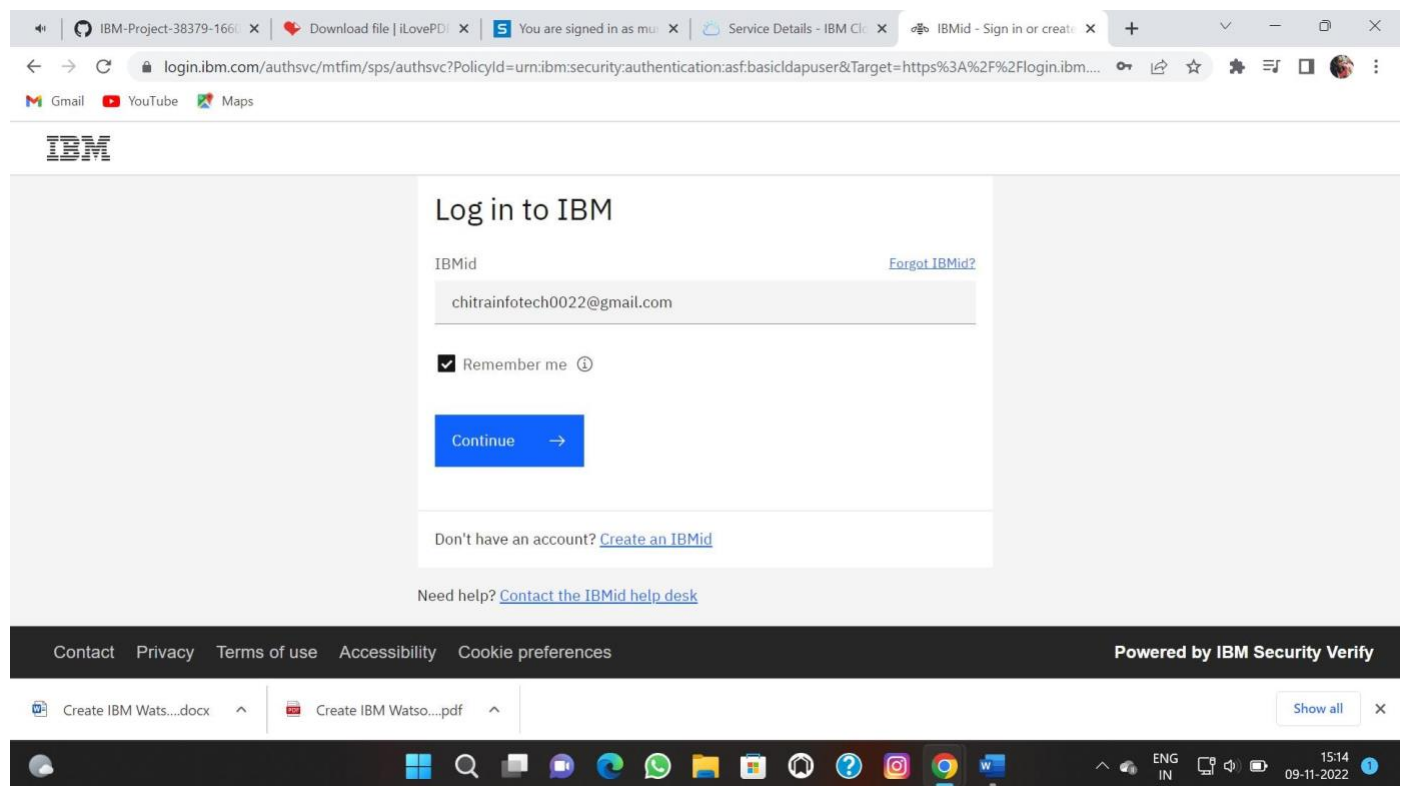 IBM-Project-38379-1660 Download file | iLovePD You are signed in as mu Service Details - IBM Clo IBMid - Sign in or create
login.ibm.com/authsvc/mtfim/sps/authsvc?PolicyId=urn:ibm:security:authentication:asf:basicldapuser&Target=https%3A%2F%2Flogin.ibm....
Gmail YouTube Maps
IBM
Log in to IBM
IBMid Forgot IBMid?
chitrainfotech0022@gmail.com
Remember me
Continue
Don't have an account? Create an IBMid
Need help? Contact the IBMid help desk
Contact Privacy Terms of use Accessibility Cookie preferences Powered by IBM Security Verify
Create IBM Wats....docx Create IBM Watso....pdf Show all
ENG 15:14
IN 09-11-2022 1